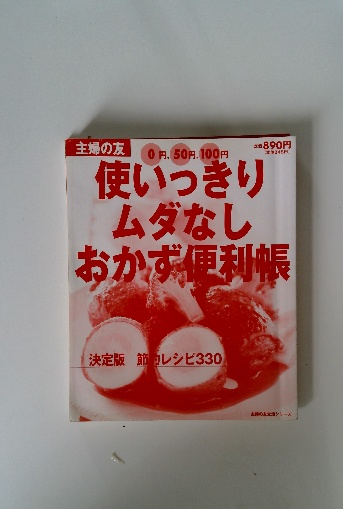 主婦の友
0円、50円、100円
890円
使いっきり
ムダなし
おかず便利帳
決定版 節約レシピ330